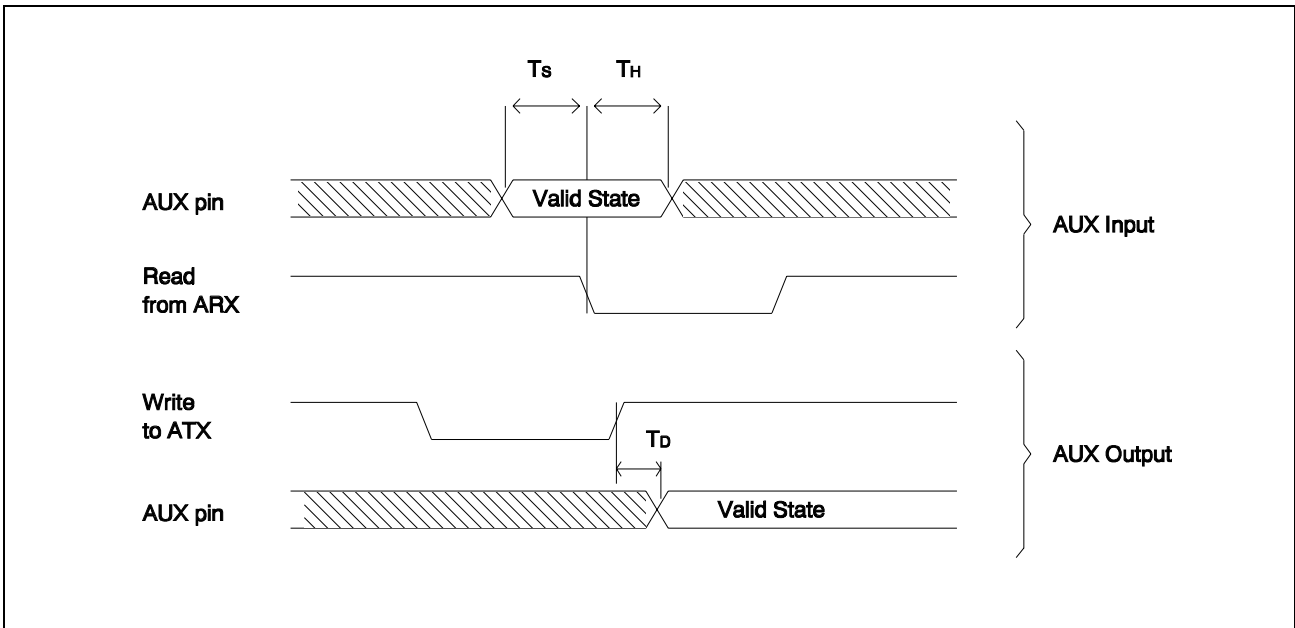 Ts TH
AUX pin Valid State
AUX Input
Read
from ARX
Write
to ATX
TD
AUX Output
AUX pin Valid State